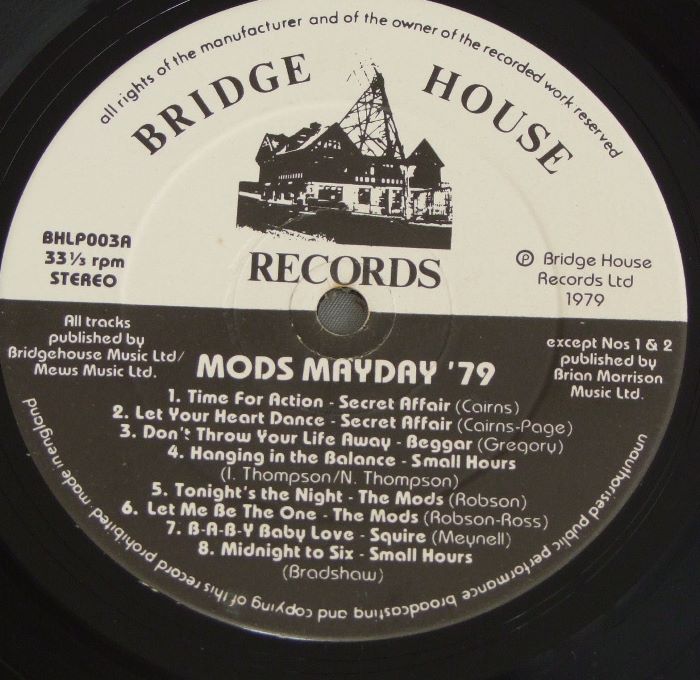 all rights of the manufacturer and of the owner of the recorded work reserved
BRIDGE HOUSE
RECORDS
BHLP003A
33⅓ rpm
STEREO
℗ Bridge House
Records Ltd
1979
All tracks
published by
Bridgehouse Music Ltd/
Mews Music Ltd.
except Nos 1 & 2
published by
Brian Morrison
Music Ltd.
MODS MAYDAY '79
1. Time For Action - Secret Affair (Cairns)
2. Let Your Heart Dance - Secret Affair (Cairns-Page)
3. Don't Throw Your Life Away - Beggar (Gregory)
4. Hanging in the Balance - Small Hours
(I. Thompson/N. Thompson)
5. Tonight's the Night - The Mods (Robson)
6. Let Me Be The One - The Mods (Robson-Ross)
7. B-A-B-Y Baby Love - Squire (Meynell)
8. Midnight to Six - Small Hours
(Bradshaw)
unauthorised public performance broadcasting and copying of this record prohibited. made in england